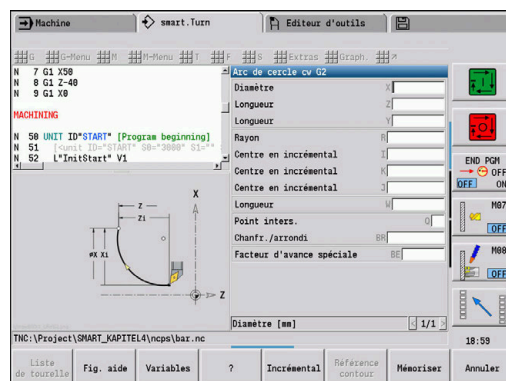 Machine
smart.Turn
Editeur d'outils
G G-Menu M M-Menu T F S Extras Graph.
N 7 G1 X50
N 8 G1 Z-40
N 9 G1 X0
MACHINING
N 50 UNIT ID"START" [Program beginning]
N 51 [<unit ID="START" S0="3000" S1=""
N 52 L"InitStart" V1
Arc de cercle cw G2
Diamètre X
Longueur Z
Longueur Y
Rayon R
Centre en incrémental I
Centre en incrémental K
Centre en incrémental J
Longueur W
Point inters. Q
Chanfr./arrondi BR
Facteur d'avance spéciale BE
X
Z
Zi
øX Xi
Z
Diamètre [mm] 1/1
TNC:\Project\SMART_KAPITEL4\ncps\bar.nc
END PGM
OFF
OFF ON
M07
OFF
M08
OFF
18:59
Liste de tourelle
Fig. aide
Variables
?
Incrémental
Référence contour
Mémoriser
Annuler